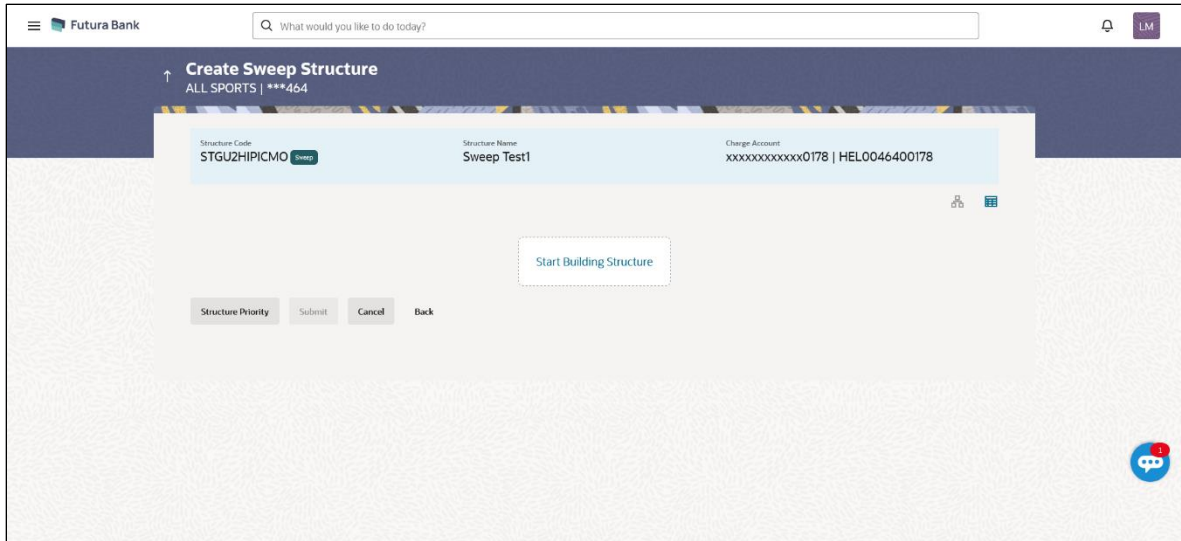 Futura Bank
What would you like to do today?
LM
Create Sweep Structure
ALL SPORTS | ***464
Structure Code
STGU2HIPICMO Sweep
Structure Name
Sweep Test1
Charge Account
xxxxxxxxxxxx0178 | HEL0046400178
Start Building Structure
Structure Priority Submit Cancel Back
1